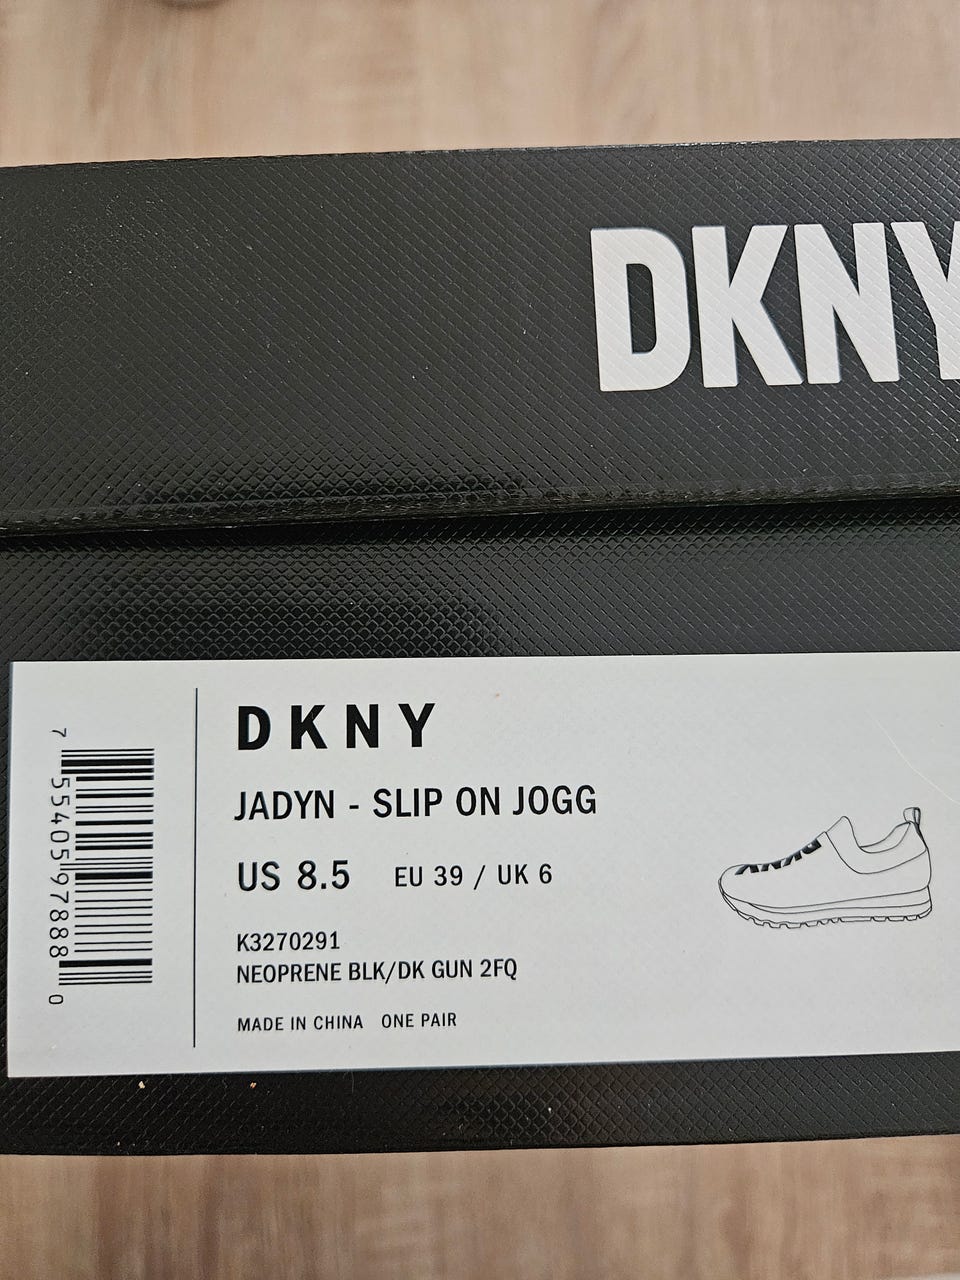 DKNY
DKNY
JADYN - SLIP ON JOGG
US 8.5 EU 39 / UK 6
K3270291
NEOPRENE BLK/DK GUN 2FQ
MADE IN CHINA ONE PAIR
7 55405 97888 0
DKNY